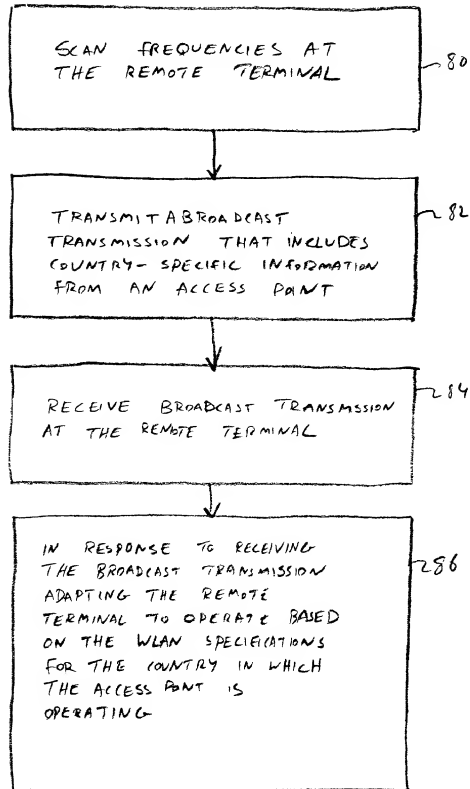 SCAN FREQUENCIES AT
THE REMOTE TERMINAL
80
TRANSMIT A BROADCAST
TRANSMISSION THAT INCLUDES
COUNTRY-SPECIFIC INFORMATION
FROM AN ACCESS POINT
82
RECEIVE BROADCAST TRANSMSSION
AT THE REMOTE TERMINAL
84
IN RESPONSE TO RECEIVING
THE BROADCAST TRANSMISSION
ADAPTING THE REMOTE
TERMINAL TO OPERATE BASED
ON THE WLAN SPECIFICATIONS
FOR THE COUNTRY IN WHICH
THE ACCESS PONT IS
OPERATING
86